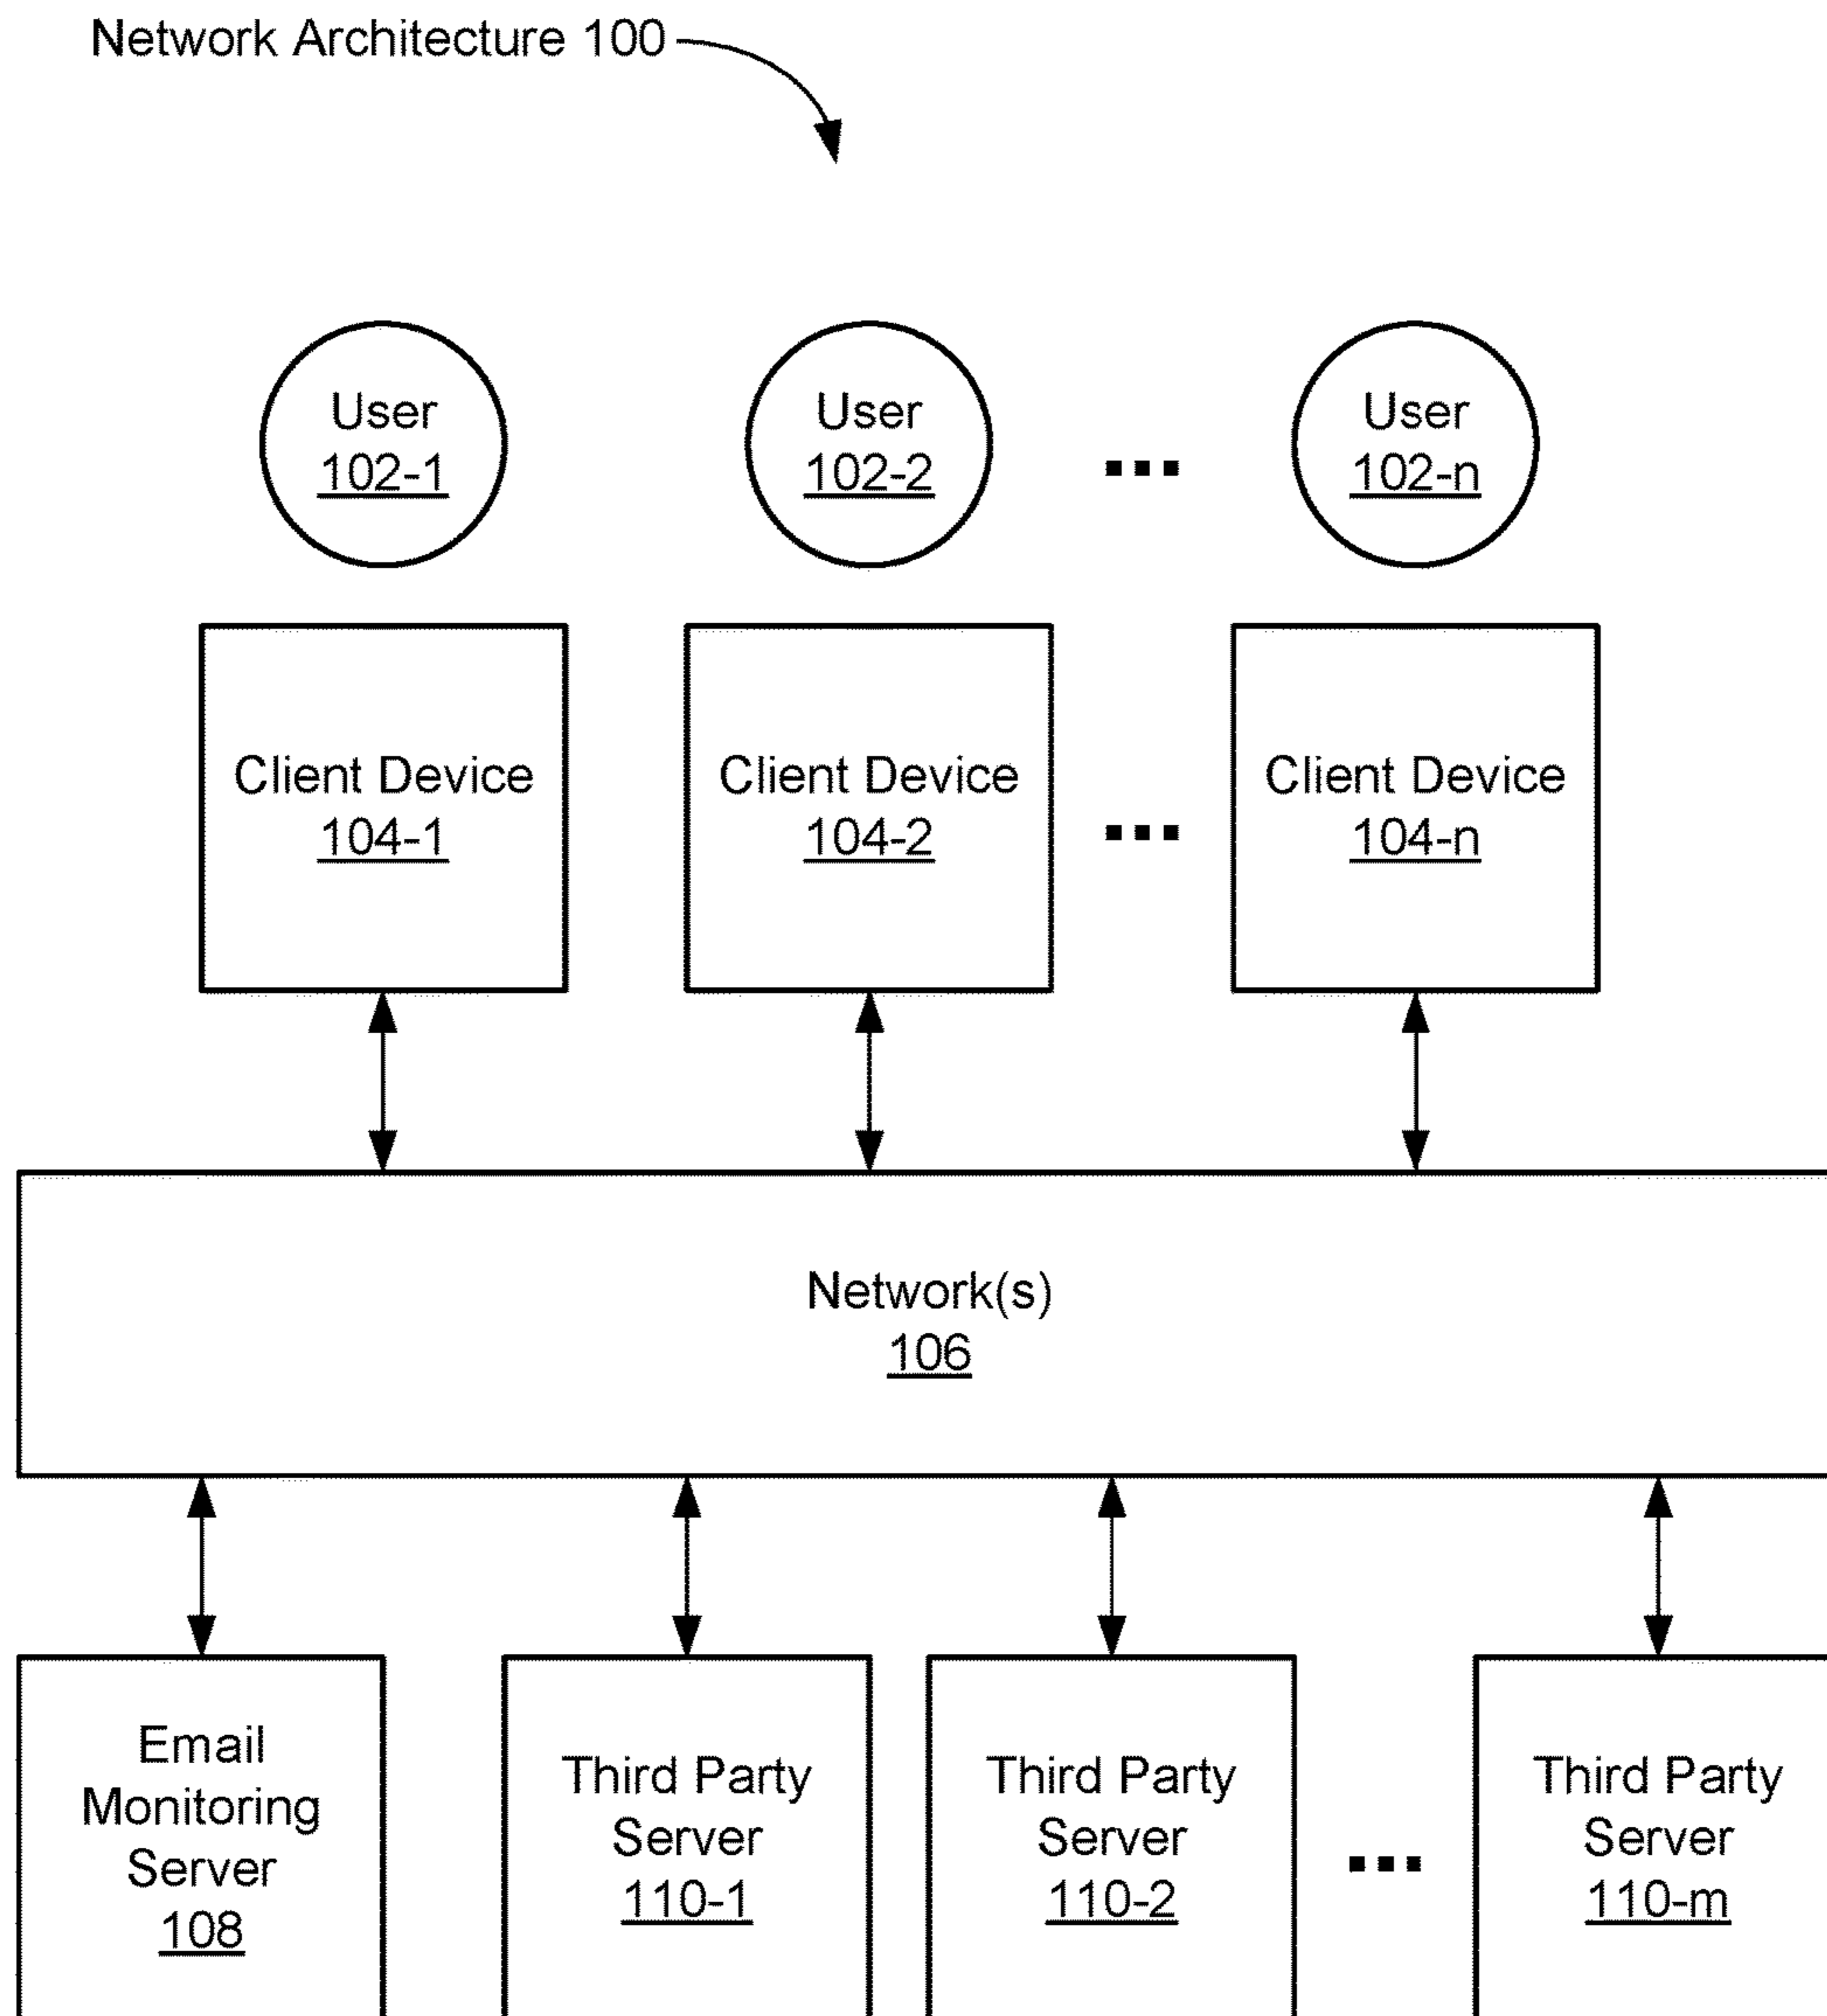 Network Architecture 100
User
102-1
User
102-2
...
User
102-n
Client Device
104-1
Client Device
104-2
...
Client Device
104-n
Network(s)
106
Email
Monitoring
Server
108
Third Party
Server
110-1
Third Party
Server
110-2
...
Third Party
Server
110-m